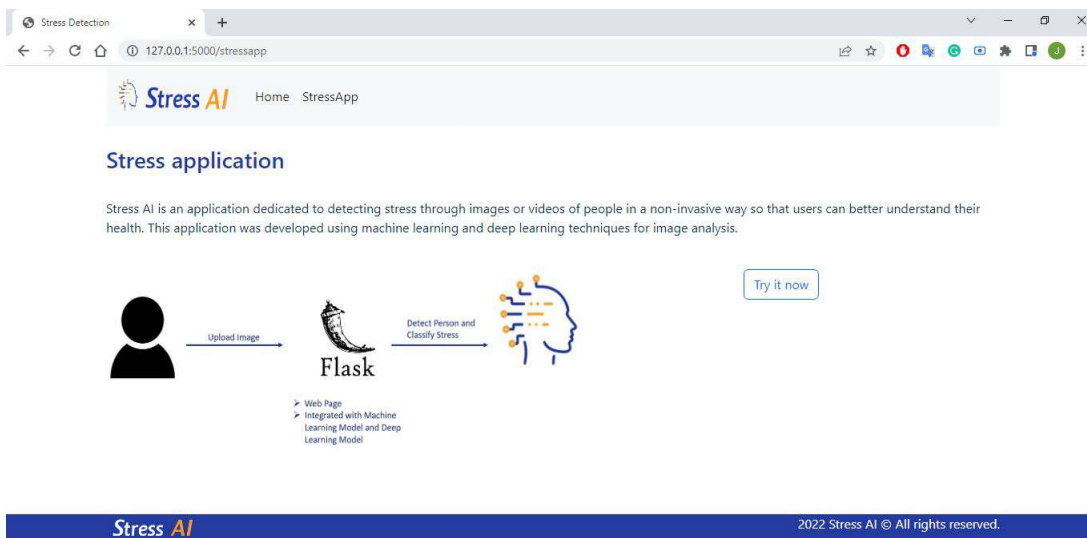 Stress Detection
127.0.0.1:5000/stressapp
J
Stress AI Home StressApp
Stress application
Stress AI is an application dedicated to detecting stress through images or videos of people in a non-invasive way so that users can better understand their
health. This application was developed using machine learning and deep learning techniques for image analysis.
Try it now
Upload Image
Detect Person and
Classify Stress
Flask
➢ Web Page
➢ Integrated with Machine
Learning Model and Deep
Learning Model
Stress AI 2022 Stress AI © All rights reserved.